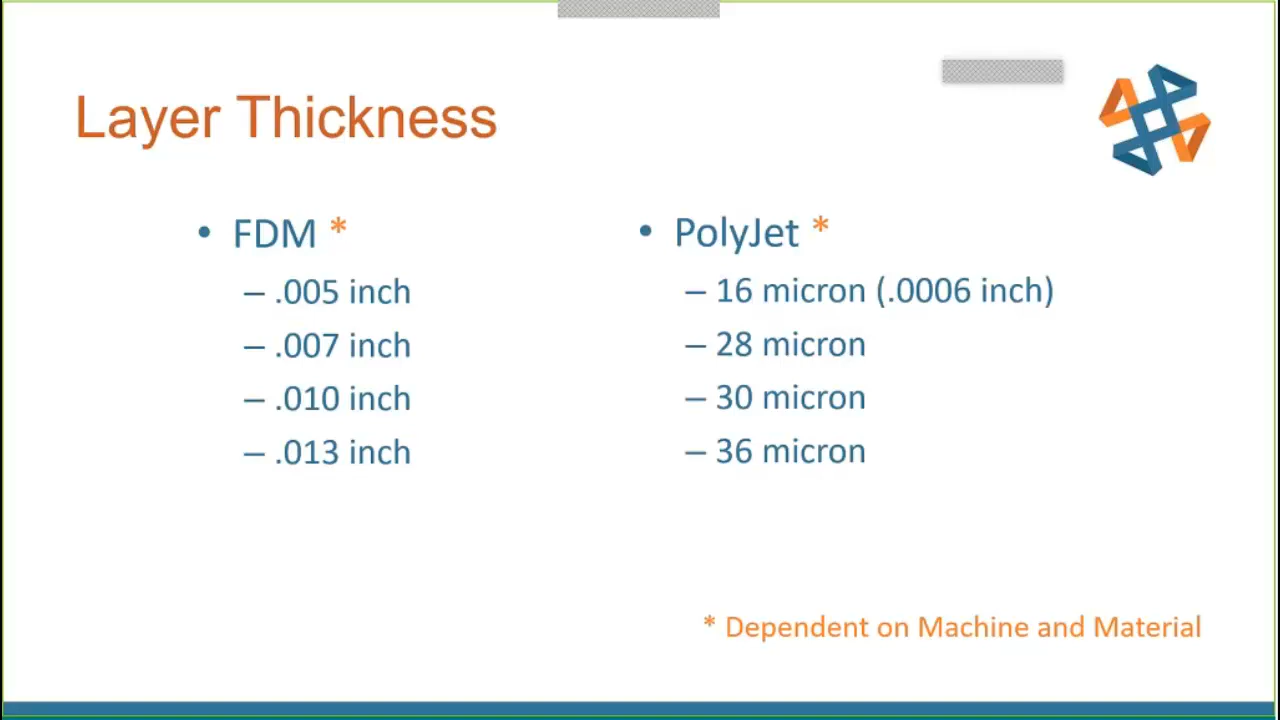 Layer Thickness
• FDM *
– .005 inch
– .007 inch
– .010 inch
– .013 inch
• PolyJet *
– 16 micron (.0006 inch)
– 28 micron
– 30 micron
– 36 micron
* Dependent on Machine and Material